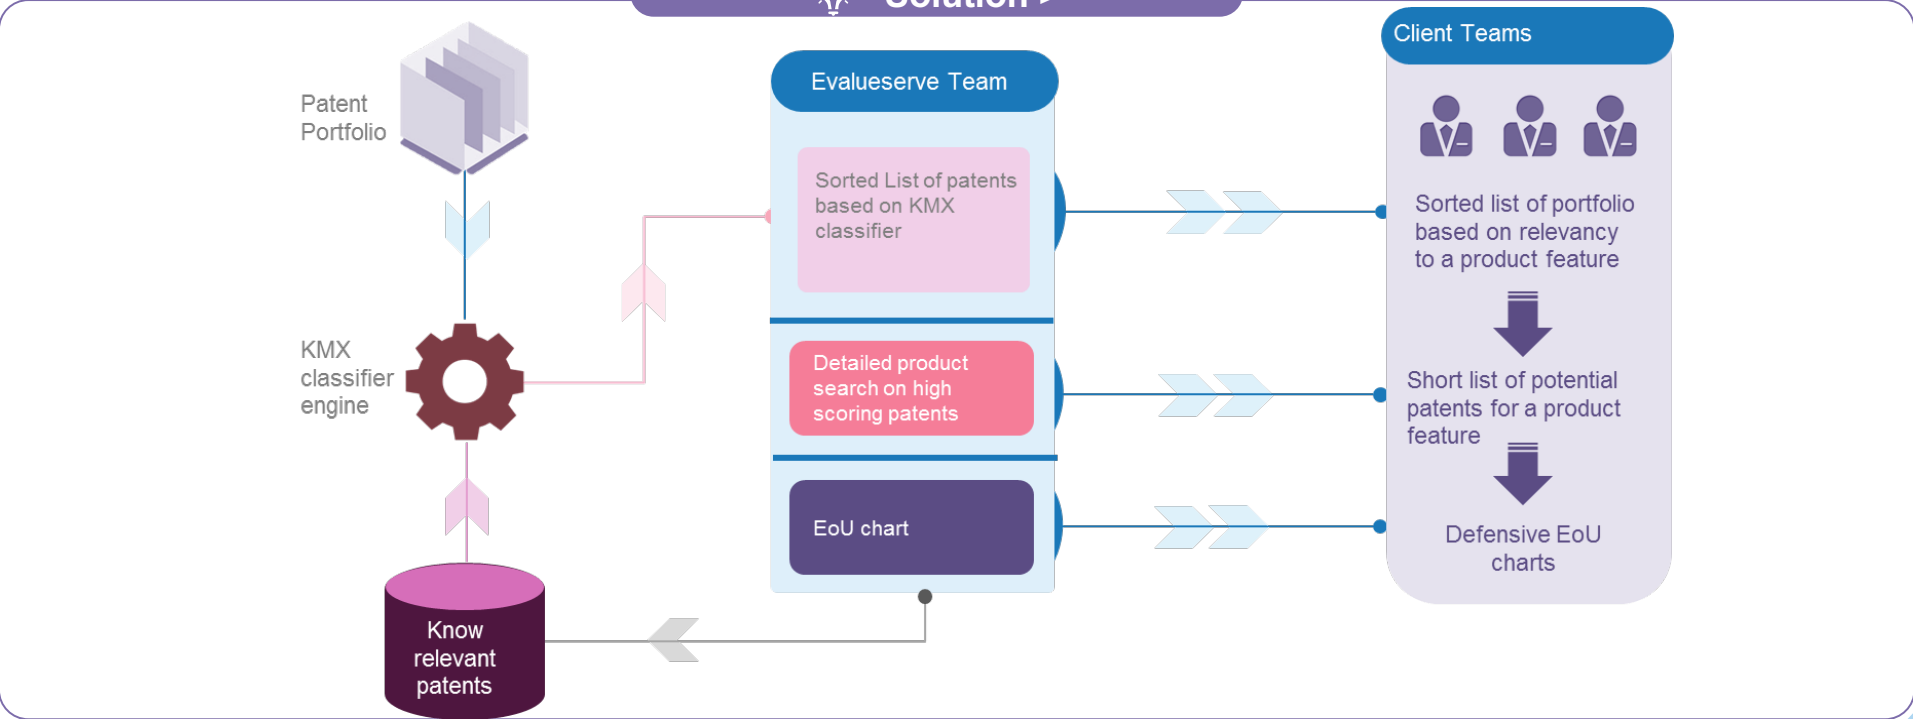 Solution
Patent
Portfolio
KMX
classifier
engine
Know
relevant
patents
Evalueserve Team
Sorted List of patents
based on KMX
classifier
Detailed product
search on high
scoring patents
EoU chart
Client Teams
Sorted list of portfolio
based on relevancy
to a product feature
Short list of potential
patents for a product
feature
Defensive EoU
charts